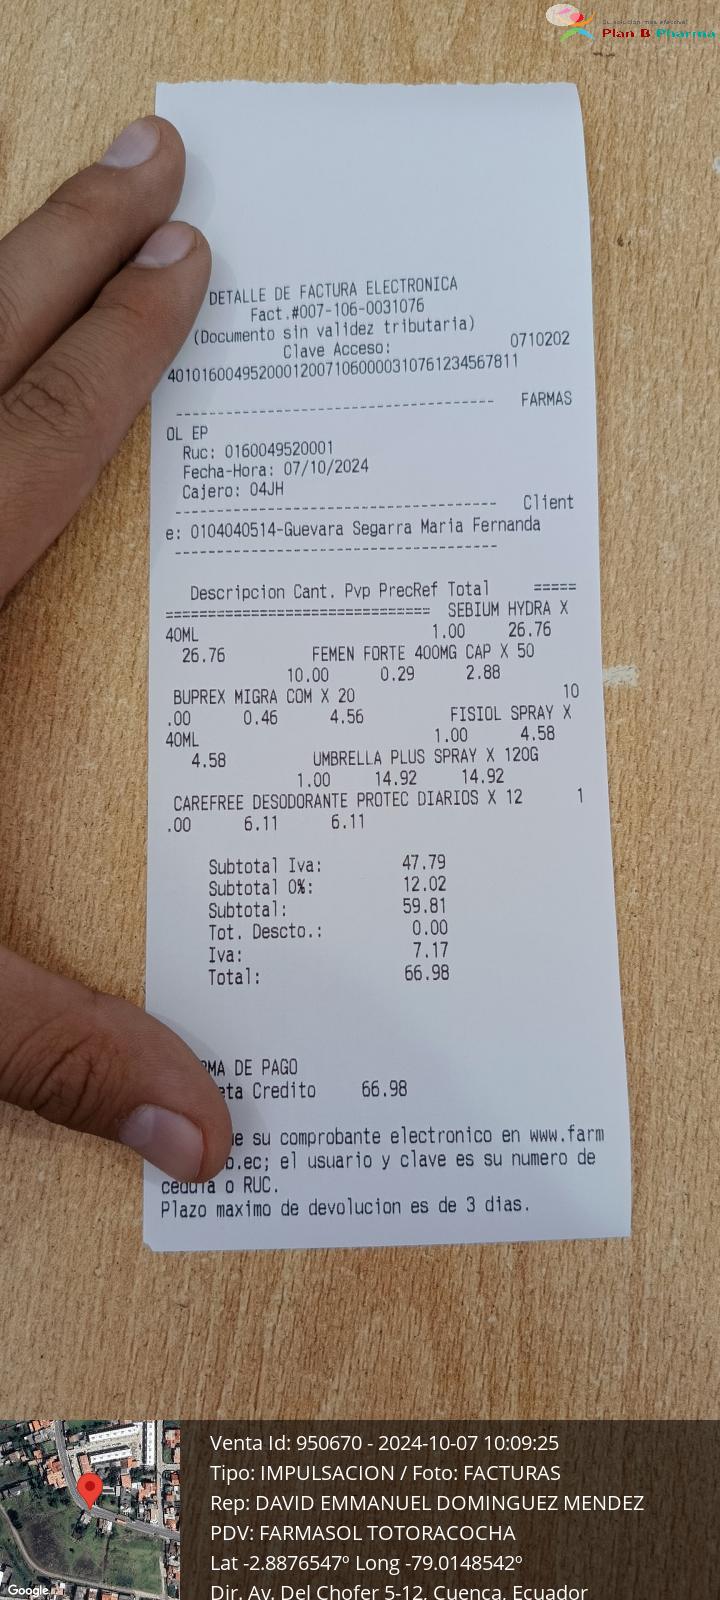 Su solucion mas efectiva!
Plan B Pharma
DETALLE DE FACTURA ELECTRONICA
Fact.#007-106-0031076
(Documento sin validez tributaria)
Clave Acceso: 0710202
401016004952000120071060000310761234567811
------------------------------------ FARMAS
OL EP
Ruc: 0160049520001
Fecha-Hora: 07/10/2024
Cajero: 04JH
------------------------------------ Client
e: 0104040514-Guevara Segarra Maria Fernanda
------------------------------------
Descripcion Cant. Pvp PrecRef Total =====
=============================== SEBIUM HYDRA X
40ML 1.00 26.76
26.76 FEMEN FORTE 400MG CAP X 50
10.00 0.29 2.88
BUPREX MIGRA COM X 20 10
.00 0.46 4.56 FISIOL SPRAY X
40ML 1.00 4.58
4.58 UMBRELLA PLUS SPRAY X 120G
1.00 14.92 14.92
CAREFREE DESODORANTE PROTEC DIARIOS X 12 1
.00 6.11 6.11
Subtotal Iva: 47.79
Subtotal 0%: 12.02
Subtotal: 59.81
Tot. Descto.: 0.00
Iva: 7.17
Total: 66.98
DE PAGO
Credito 66.98
su comprobante electronico en www.farm
.ec; el usuario y clave es su numero de
cedula o RUC.
Plazo maximo de devolucion es de 3 dias.
Venta Id: 950670 - 2024-10-07 10:09:25
Tipo: IMPULSACION / Foto: FACTURAS
Rep: DAVID EMMANUEL DOMINGUEZ MENDEZ
PDV: FARMASOL TOTORACOCHA
Lat -2.8876547º Long -79.0148542º
Dir. Av. Del Chofer 5-12, Cuenca, Ecuador
Google